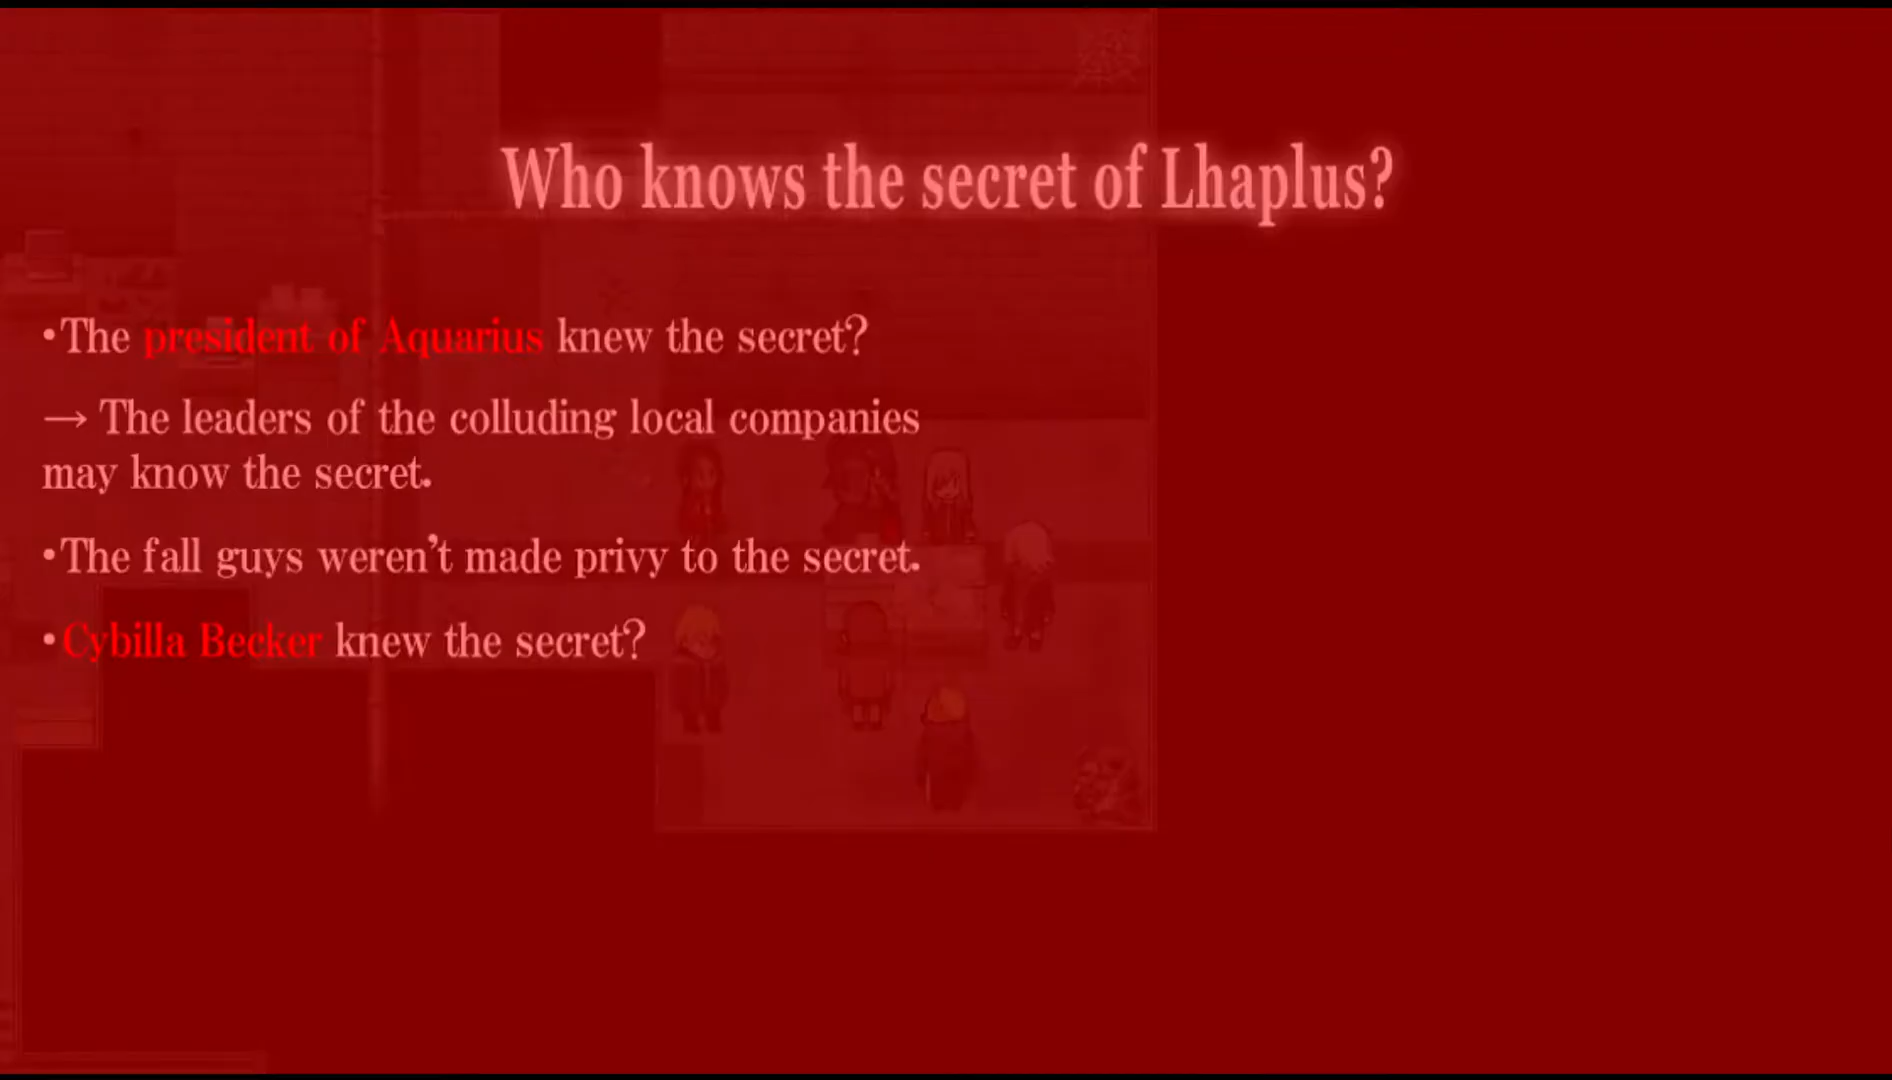 Who knows the secret of Lhaplus?
•The president of Aquarius knew the secret?
→ The leaders of the colluding local companies
may know the secret.
•The fall guys weren't made privy to the secret.
•Cybilla Becker knew the secret?